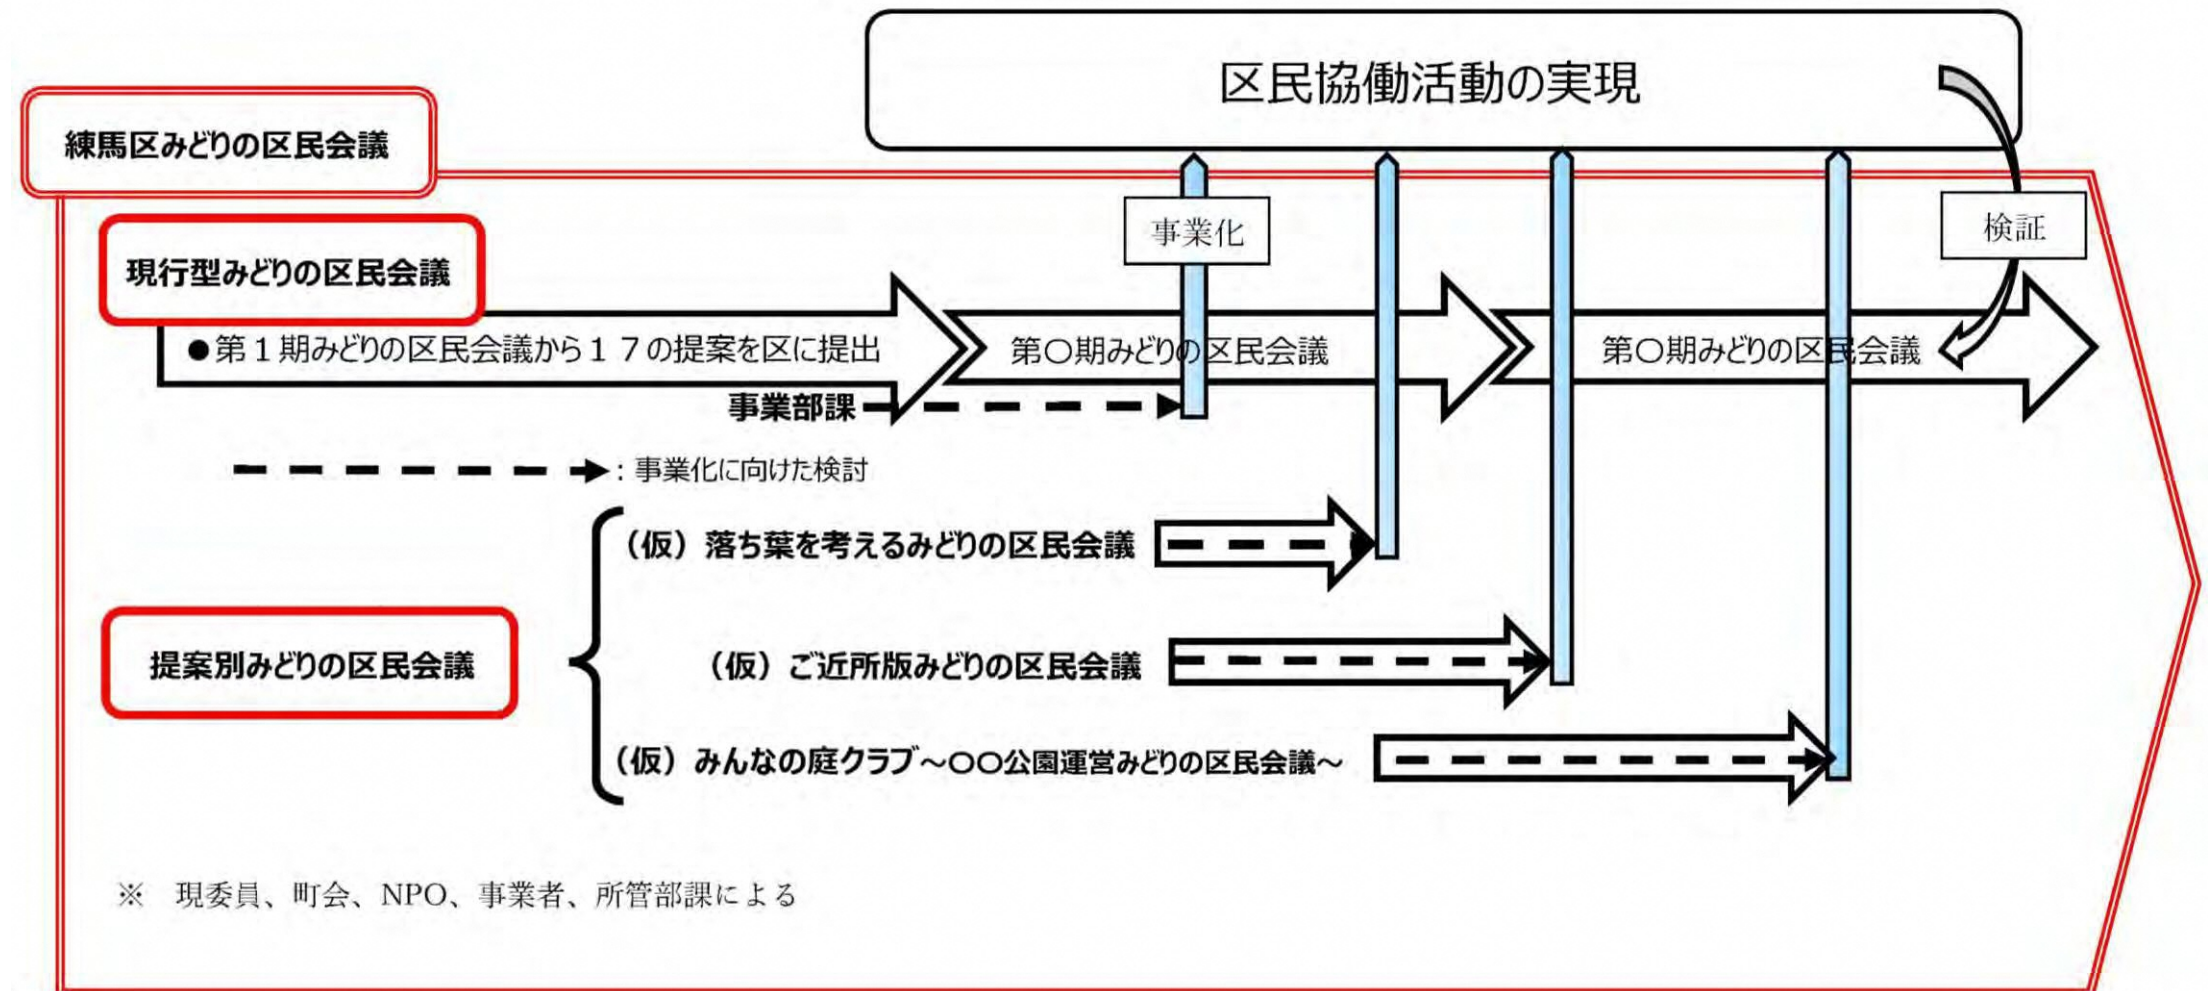 区民協働活動の実現
練馬区みどりの区民会議
事業化
検証
現行型みどりの区民会議
●第1期みどりの区民会議から17の提案を区に提出
第〇期みどりの区民会議
第〇期みどりの区民会議
事業部課
：事業化に向けた検討
（仮）落ち葉を考えるみどりの区民会議
提案別みどりの区民会議
（仮）ご近所版みどりの区民会議
（仮）みんなの庭クラブ～〇〇公園運営みどりの区民会議～
※　現委員、町会、NPO、事業者、所管部課による